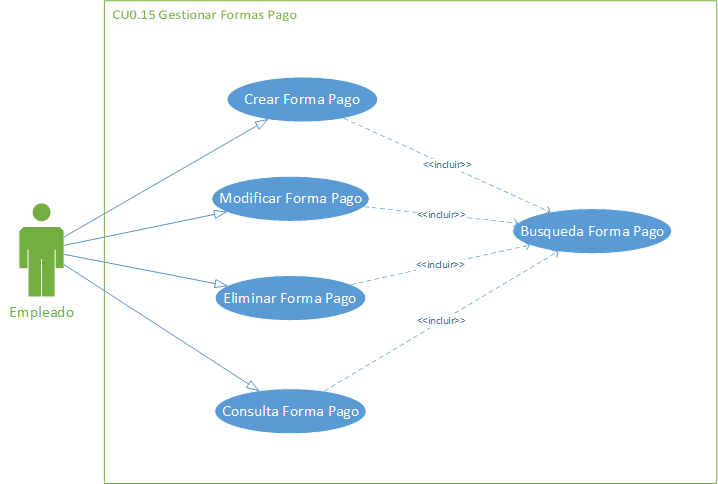 CU0.15 Gestionar Formas Pago
Crear Forma Pago
<<incluir>>
Modificar Forma Pago
<<incluir>>
Busqueda Forma Pago
<<incluir>>
Eliminar Forma Pago
Empleado
<<incluir>>
Consulta Forma Pago